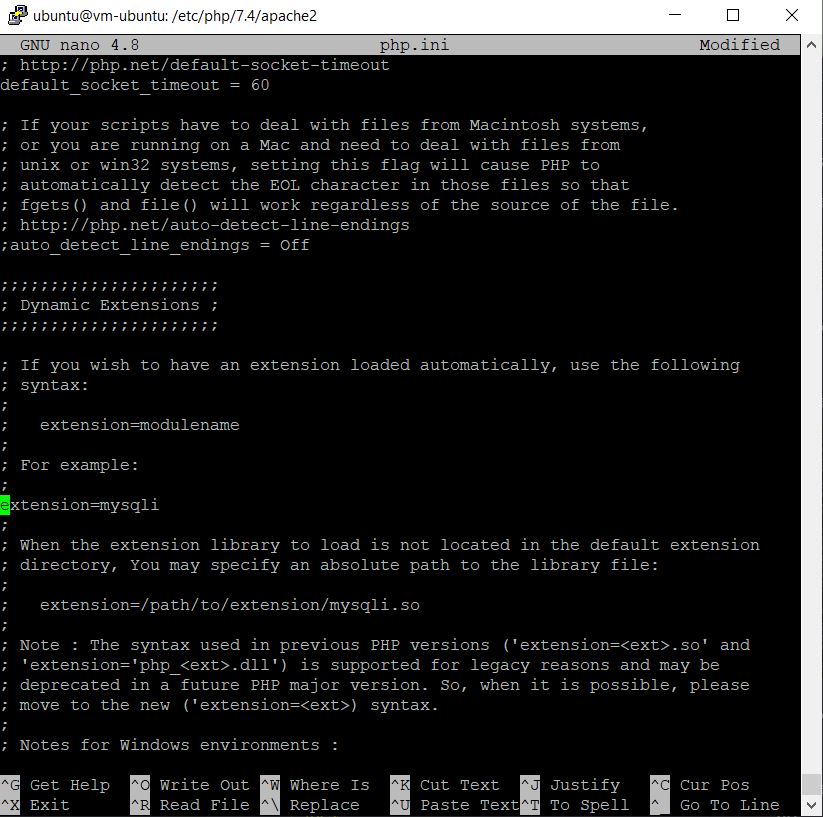 ubuntu@vm-ubuntu: /etc/php/7.4/apache2
GNU nano 4.8 php.ini Modified
; http://php.net/default-socket-timeout
default_socket_timeout = 60
; If your scripts have to deal with files from Macintosh systems,
; or you are running on a Mac and need to deal with files from
; unix or win32 systems, setting this flag will cause PHP to
; automatically detect the EOL character in those files so that
; fgets() and file() will work regardless of the source of the file.
; http://php.net/auto-detect-line-endings
;auto_detect_line_endings = Off
;;;;;;;;;;;;;;;;;;;;;;
; Dynamic Extensions ;
;;;;;;;;;;;;;;;;;;;;;;
; If you wish to have an extension loaded automatically, use the following
; syntax:
;
;   extension=modulename
;
; For example:
;
extension=mysqli
;
; When the extension library to load is not located in the default extension
; directory, You may specify an absolute path to the library file:
;
;   extension=/path/to/extension/mysqli.so
;
; Note : The syntax used in previous PHP versions ('extension=<ext>.so' and
; 'extension='php_<ext>.dll') is supported for legacy reasons and may be
; deprecated in a future PHP major version. So, when it is possible, please
; move to the new ('extension=<ext>) syntax.
;
; Notes for Windows environments :
^G Get Help ^O Write Out ^W Where Is ^K Cut Text ^J Justify ^C Cur Pos
^X Exit ^R Read File ^\ Replace ^U Paste Text ^T To Spell ^_ Go To Line